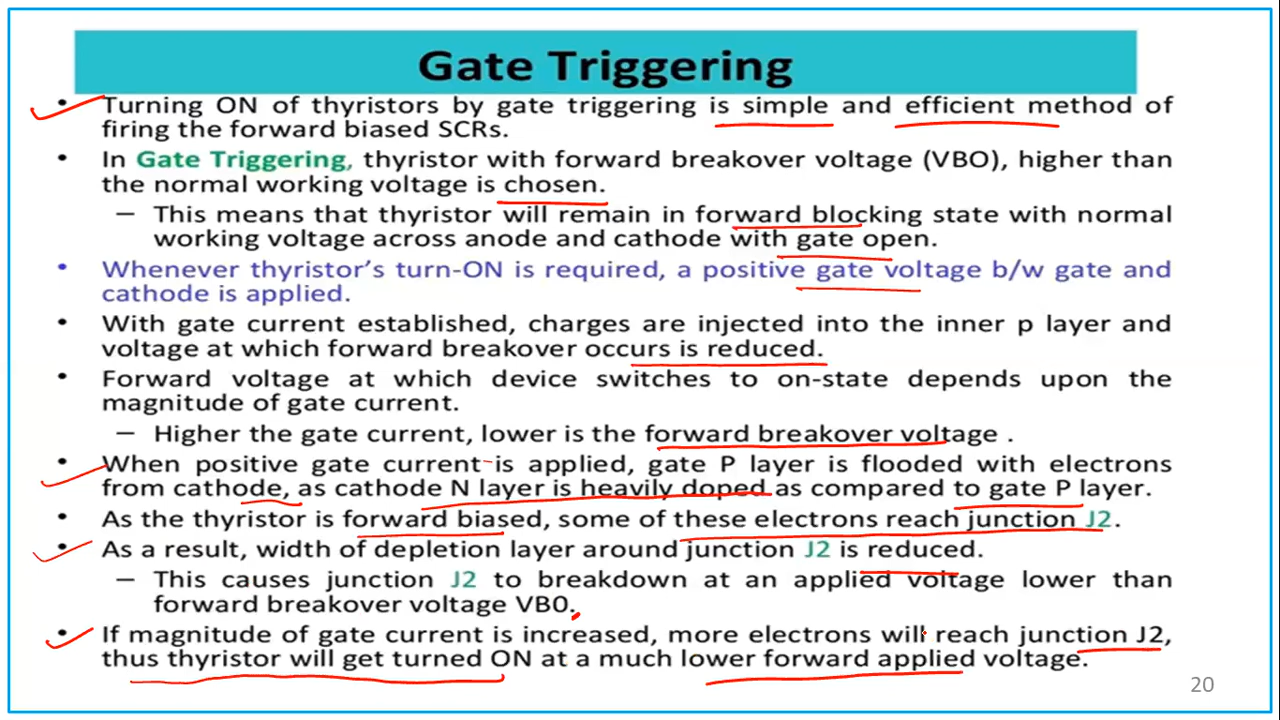 Gate Triggering
• Turning ON of thyristors by gate triggering is simple and efficient method of
firing the forward biased SCRs.
• In Gate Triggering, thyristor with forward breakover voltage (VBO), higher than
the normal working voltage is chosen.
– This means that thyristor will remain in forward blocking state with normal
working voltage across anode and cathode with gate open.
• Whenever thyristor's turn-ON is required, a positive gate voltage b/w gate and
cathode is applied.
• With gate current established, charges are injected into the inner p layer and
voltage at which forward breakover occurs is reduced.
• Forward voltage at which device switches to on-state depends upon the
magnitude of gate current.
– Higher the gate current, lower is the forward breakover voltage .
• When positive gate current is applied, gate P layer is flooded with electrons
from cathode, as cathode N layer is heavily doped as compared to gate P layer.
• As the thyristor is forward biased, some of these electrons reach junction J2.
• As a result, width of depletion layer around junction J2 is reduced.
– This causes junction J2 to breakdown at an applied voltage lower than
forward breakover voltage VB0.
• If magnitude of gate current is increased, more electrons will reach junction J2,
thus thyristor will get turned ON at a much lower forward applied voltage.
20